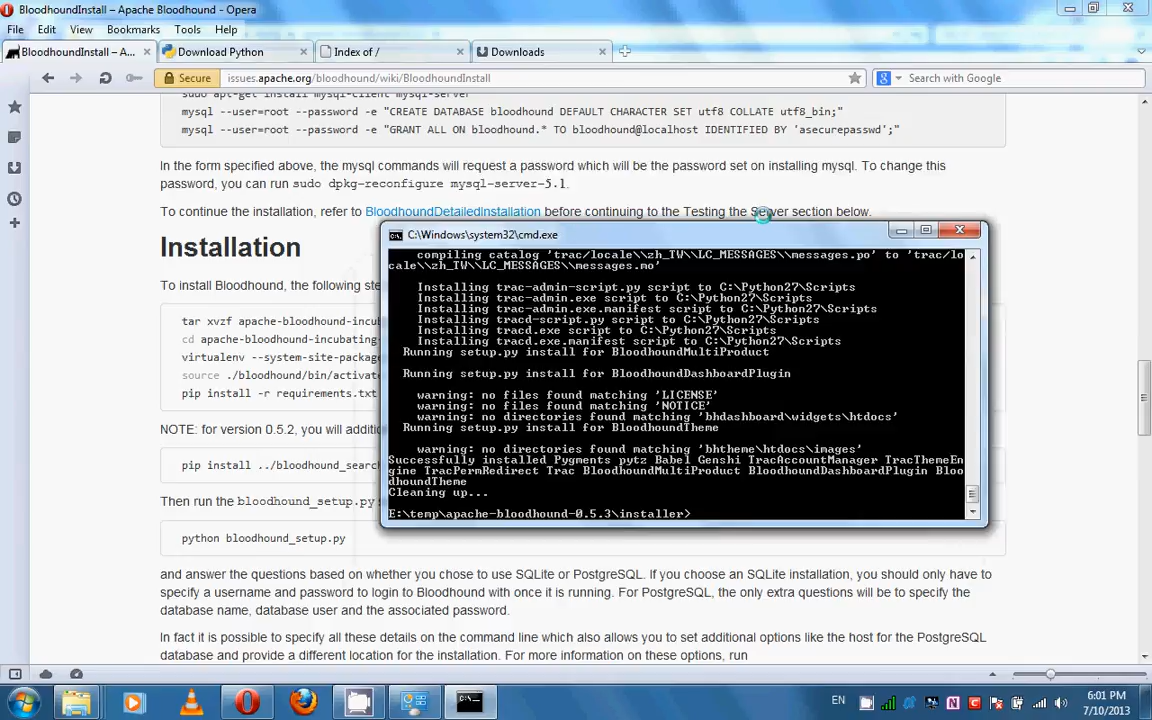 BloodhoundInstall – Apache Bloodhound - Opera
File Edit View Bookmarks Tools Help
BloodhoundInstall – A... Download Python Index of / Downloads
Secure issues.apache.org/bloodhound/wiki/BloodhoundInstall Search with Google
sudo apt-get install mysql-client mysql-server
mysql --user=root --password -e "CREATE DATABASE bloodhound DEFAULT CHARACTER SET utf8 COLLATE utf8_bin;"
mysql --user=root --password -e "GRANT ALL ON bloodhound.* TO bloodhound@localhost IDENTIFIED BY 'asecurepasswd';"
In the form specified above, the mysql commands will request a password which will be the password set on installing mysql. To change this
password, you can run sudo dpkg-reconfigure mysql-server-5.1.
To continue the installation, refer to BloodhoundDetailedInstallation before continuing to the Testing the Server section below.
Installation
To install Bloodhound, the following ste
tar xvzf apache-bloodhound-incub
cd apache-bloodhound-incubating-
virtualenv --system-site-package
source ./bloodhound/bin/activate
pip install -r requirements.txt
NOTE: for version 0.5.2, you will additi
pip install ../bloodhound_searc
Then run the bloodhound_setup.py s
python bloodhound_setup.py
and answer the questions based on whether you chose to use SQLite or PostgreSQL. If you choose an SQLite installation, you should only have to
specify a username and password to login to Bloodhound with once it is running. For PostgreSQL, the only extra questions will be to specify the
database name, database user and the associated password.
In fact it is possible to specify all these details on the command line which also allows you to set additional options like the host for the PostgreSQL
database and provide a different location for the installation. For more information on these options, run
C:\Windows\system32\cmd.exe
compiling catalog 'trac/locale\\zh_TW\\LC_MESSAGES\\messages.po' to 'trac/lo
cale\\zh_TW\\LC_MESSAGES\\messages.mo'
Installing trac-admin-script.py script to C:\Python27\Scripts
Installing trac-admin.exe script to C:\Python27\Scripts
Installing trac-admin.exe.manifest script to C:\Python27\Scripts
Installing tracd-script.py script to C:\Python27\Scripts
Installing tracd.exe script to C:\Python27\Scripts
Installing tracd.exe.manifest script to C:\Python27\Scripts
Running setup.py install for BloodhoundMultiProduct
Running setup.py install for BloodhoundDashboardPlugin
warning: no files found matching 'LICENSE'
warning: no files found matching 'NOTICE'
warning: no directories found matching 'bhdashboard\widgets\htdocs'
Running setup.py install for BloodhoundTheme
warning: no directories found matching 'bhtheme\htdocs\images'
Successfully installed Pygments pytz Babel Genshi TracAccountManager TracThemeEn
gine TracPermRedirect Trac BloodhoundMultiProduct BloodhoundDashboardPlugin Bloo
dhoundTheme
Cleaning up...
E:\temp\apache-bloodhound-0.5.3\installer>
EN
6:01 PM
7/10/2013